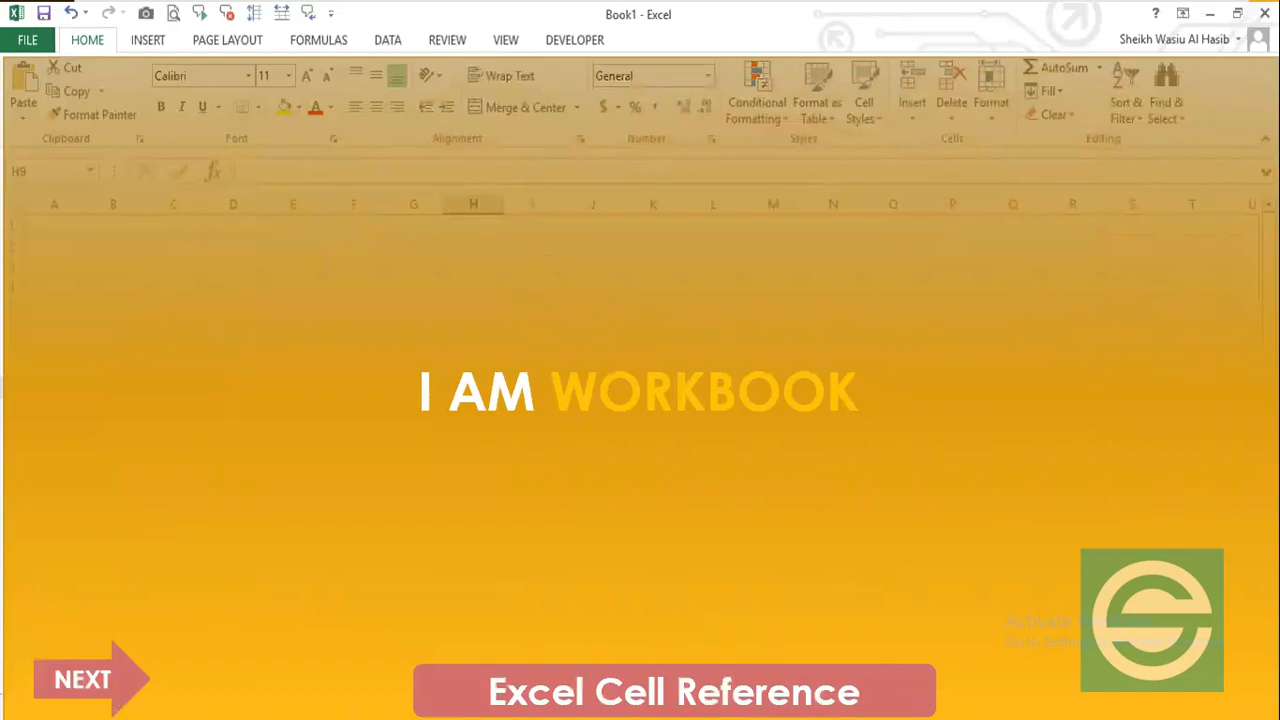 Book1 - Excel
?
FILE HOME INSERT PAGE LAYOUT FORMULAS DATA REVIEW VIEW DEVELOPER Sheikh Wasiu Al Hasib
Cut
Copy
Format Painter
Paste
Clipboard
Calibri 11
B I U
Font
Wrap Text
Merge & Center
Alignment
General
$ % ,
Number
Conditional
Formatting
Format as
Table
Cell
Styles
Styles
Insert Delete Format
Cells
AutoSum
Fill
Clear
Sort &
Filter
Find &
Select
Editing
H9 fx
A B C D E F G H I J K L M N O P Q R S T U
I AM WORKBOOK
Activate
NEXT
Excel Cell Reference